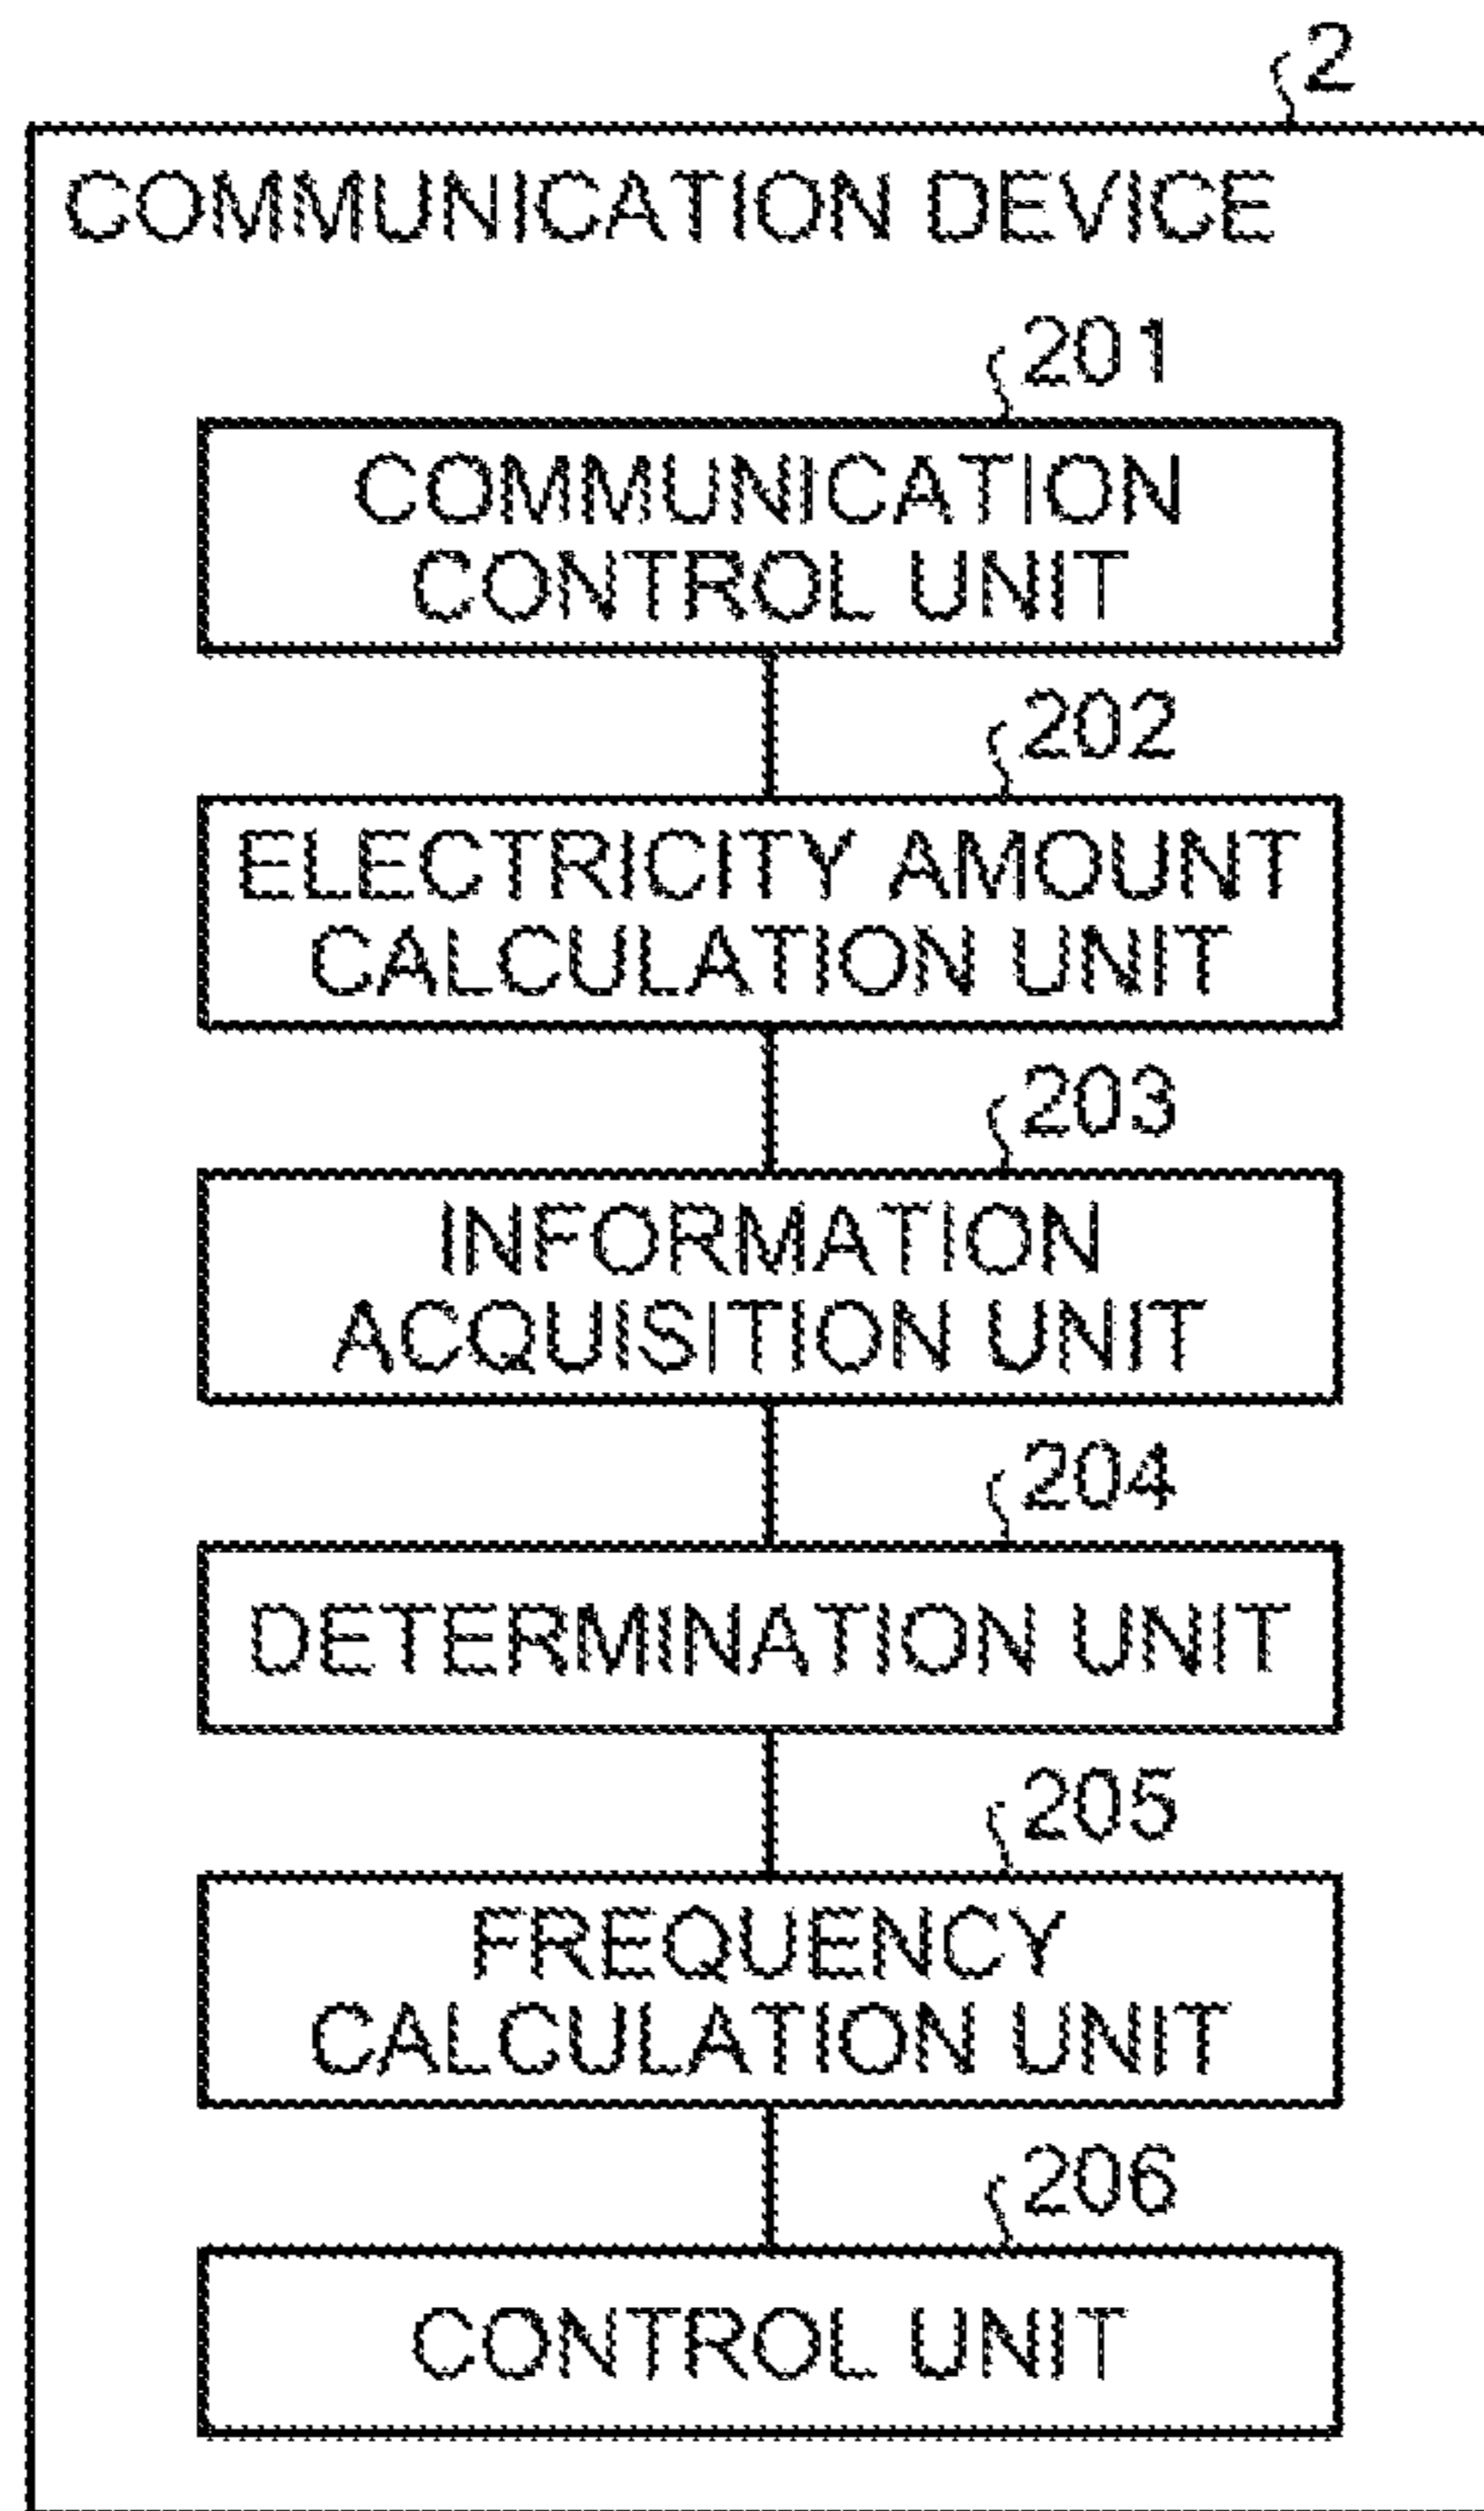 2
COMMUNICATION DEVICE
201
COMMUNICATION
CONTROL UNIT
202
ELECTRICITY AMOUNT
CALCULATION UNIT
203
INFORMATION
ACQUISITION UNIT
204
DETERMINATION UNIT
205
FREQUENCY
CALCULATION UNIT
206
CONTROL UNIT